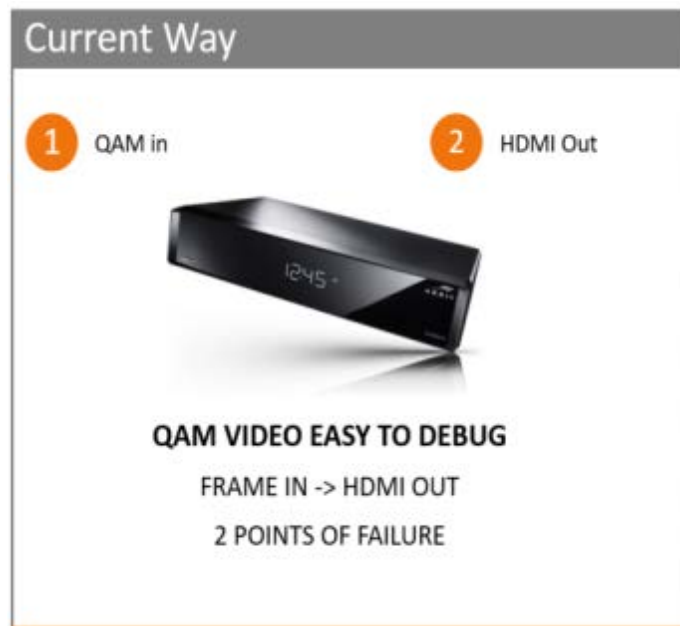 Current Way
1 QAM in
2 HDMI Out
12:45
ARRIS
QAM VIDEO EASY TO DEBUG
FRAME IN -> HDMI OUT
2 POINTS OF FAILURE